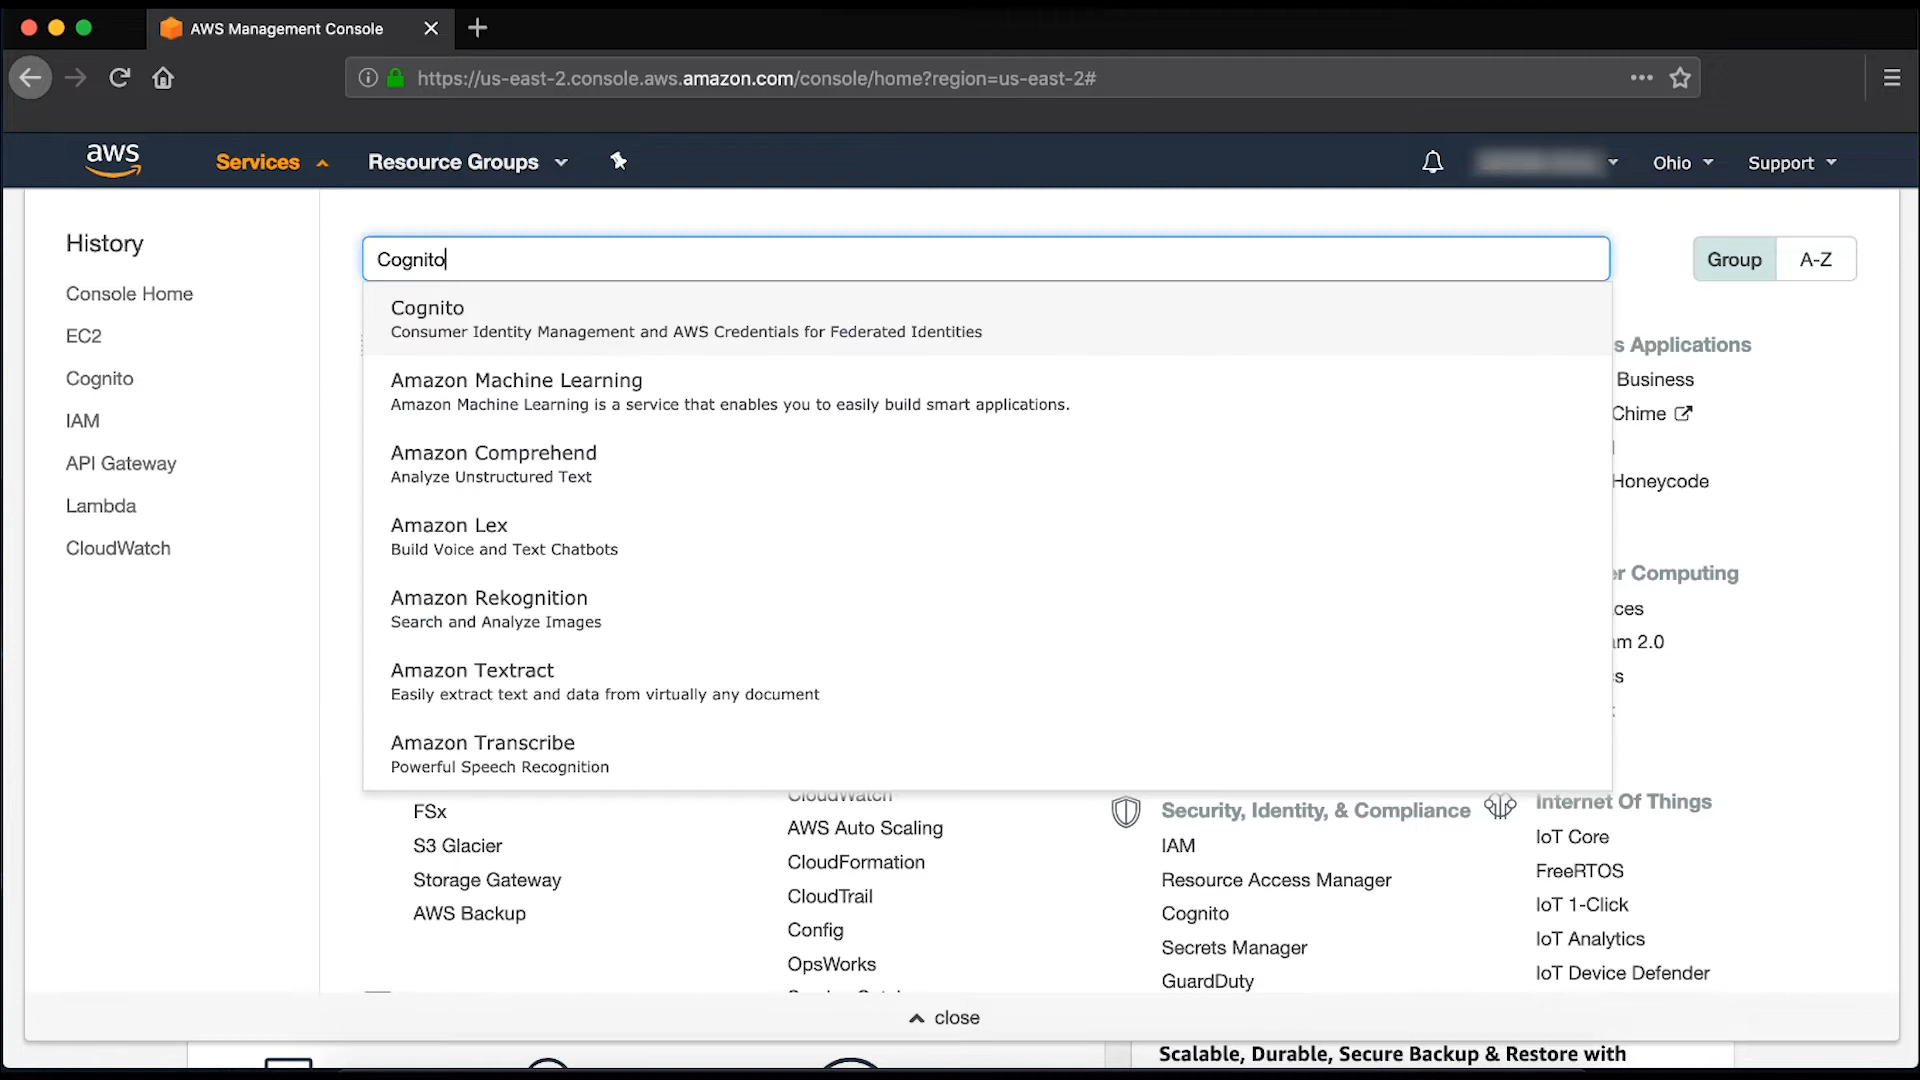 AWS Management Console
https://us-east-2.console.aws.amazon.com/console/home?region=us-east-2#
aws
Services
Resource Groups
Ohio
Support
History
Console Home
EC2
Cognito
IAM
API Gateway
Lambda
CloudWatch
Cognito
Group
A-Z
Cognito
Consumer Identity Management and AWS Credentials for Federated Identities
Amazon Machine Learning
Amazon Machine Learning is a service that enables you to easily build smart applications.
Amazon Comprehend
Analyze Unstructured Text
Amazon Lex
Build Voice and Text Chatbots
Amazon Rekognition
Search and Analyze Images
Amazon Textract
Easily extract text and data from virtually any document
Amazon Transcribe
Powerful Speech Recognition
s Applications
Business
Chime
Honeycode
r Computing
ces
m 2.0
s
FSx
S3 Glacier
Storage Gateway
AWS Backup
CloudWatch
AWS Auto Scaling
CloudFormation
CloudTrail
Config
OpsWorks
Security, Identity, & Compliance
IAM
Resource Access Manager
Cognito
Secrets Manager
GuardDuty
Internet Of Things
IoT Core
FreeRTOS
IoT 1-Click
IoT Analytics
IoT Device Defender
close
Scalable, Durable, Secure Backup & Restore with